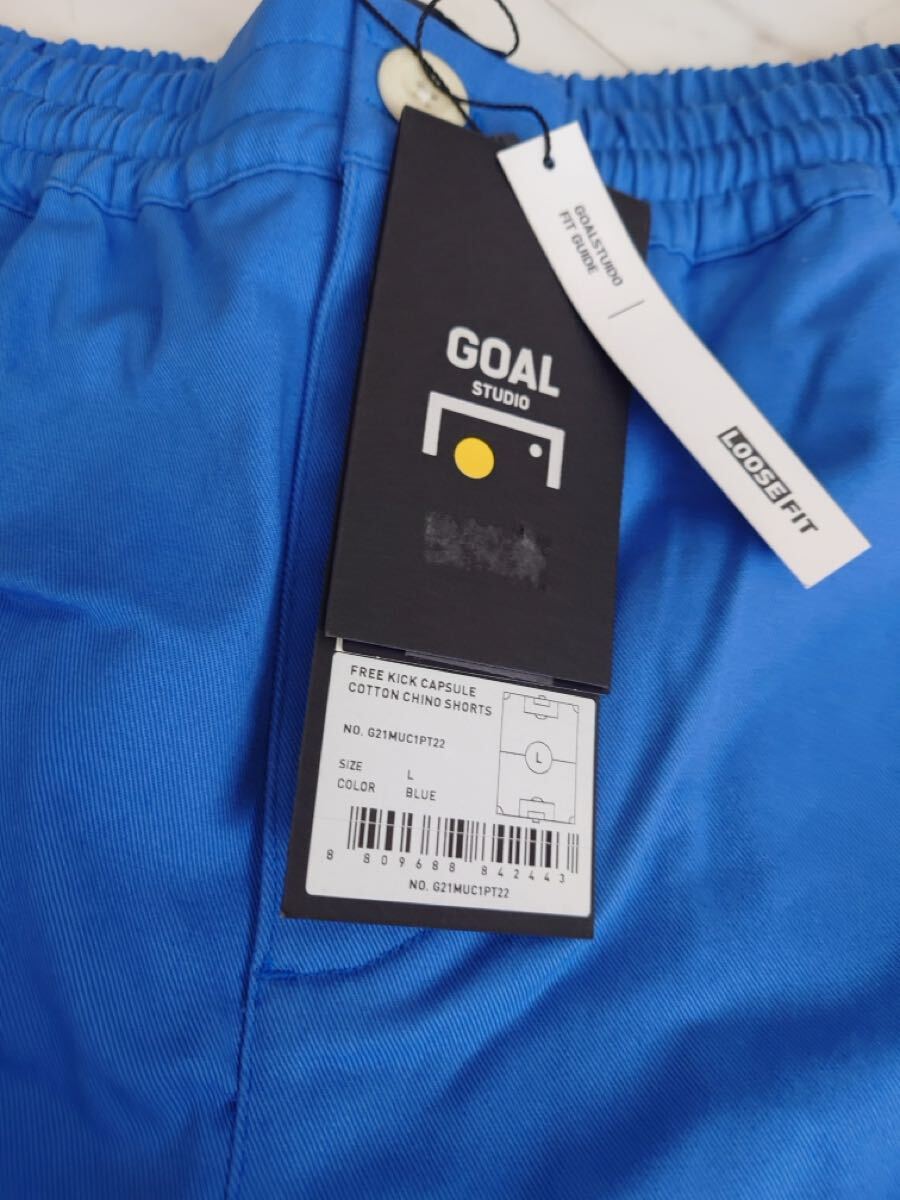 GOALSTUIDO
FIT GUIDE
LOOSE FIT
GOAL
STUDIO
FREE KICK CAPSULE
COTTON CHINO SHORTS
NO. G21MUC1PT22
SIZE L
COLOR BLUE
L
8 809688 842443
NO. G21MUC1PT22